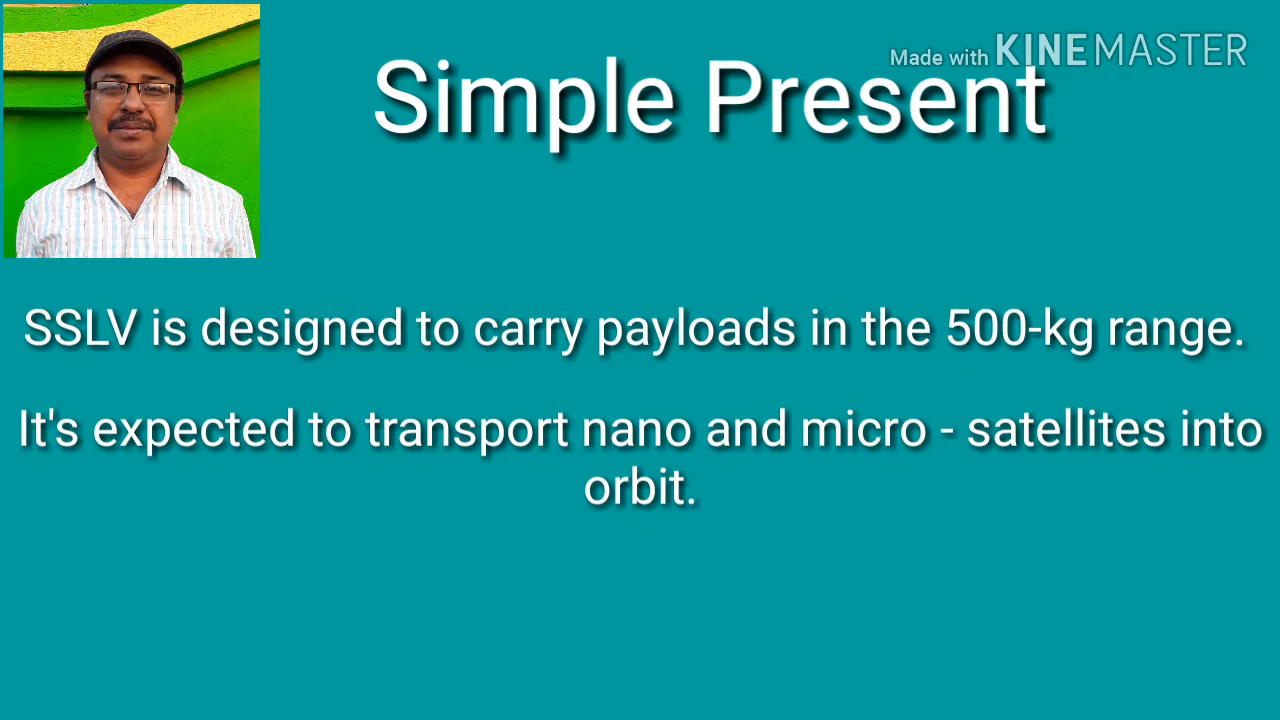 Made with KINEMASTER
Simple Present
SSLV is designed to carry payloads in the 500-kg range.
It's expected to transport nano and micro - satellites into
orbit.